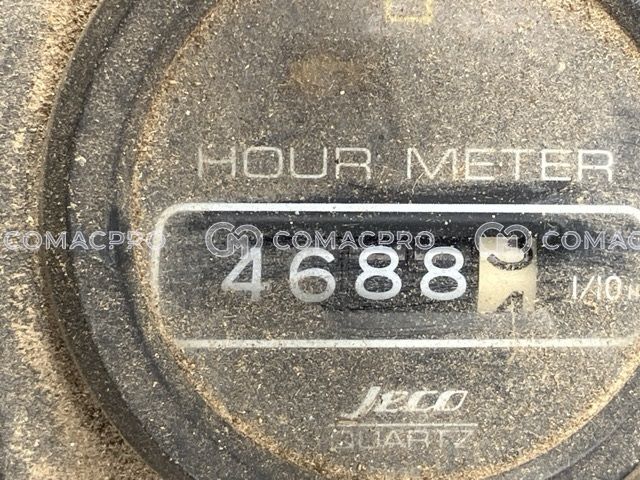 HOUR METER
COMACPRO COMACPRO COMACPRO
4688
1/10
Jeco
QUARTZ